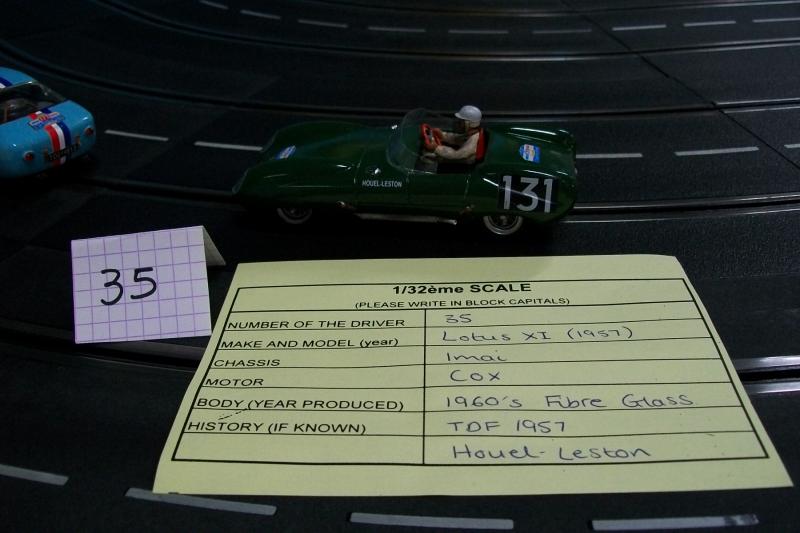 HOUEL-LESTON
131
35
1/32ème SCALE
(PLEASE WRITE IN BLOCK CAPITALS)
NUMBER OF THE DRIVER 35
MAKE AND MODEL (year) Lotus XI (1957)
CHASSIS Imai
MOTOR Cox
BODY (YEAR PRODUCED) 1960's Fibre Glass
HISTORY (IF KNOWN) TDF 1957
Houel-Leston